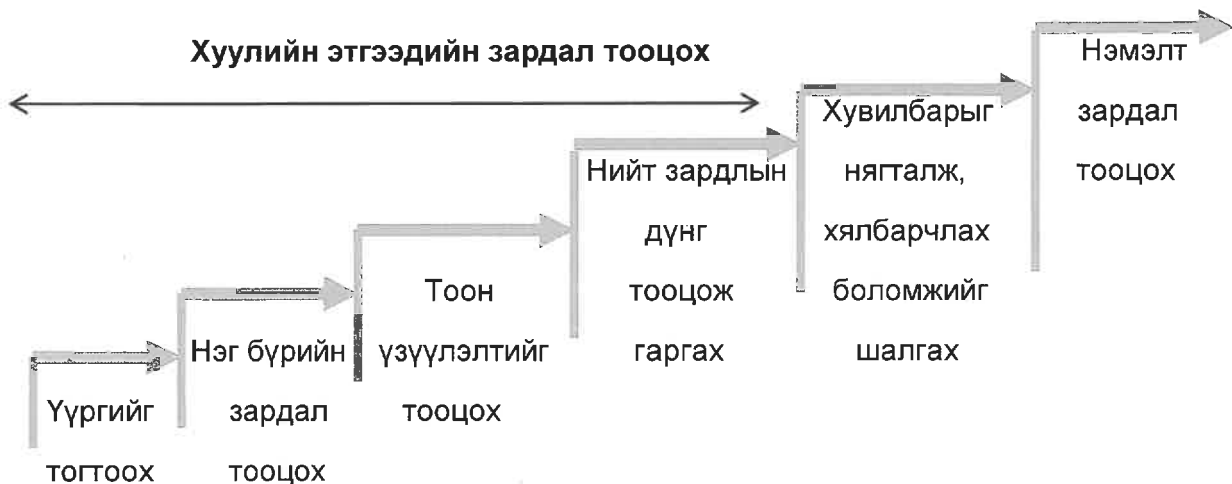 Хуулийн этгээдийн зардал тооцох
Үүргийг
тогтоох
Нэг бүрийн
зардал
тооцох
Тоон
үзүүлэлтийг
тооцох
Нийт зардлын
дүнг
тооцож
гаргах
Хувилбарыг
нягталж,
хялбарчлах
боломжийг
шалгах
Нэмэлт
зардал
тооцох